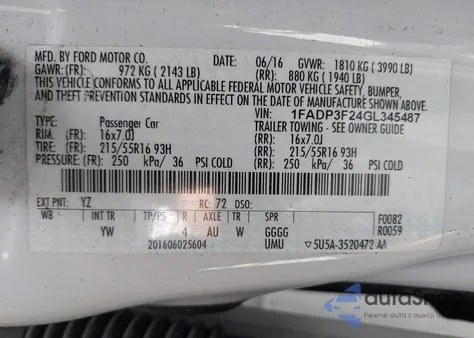 MFD. BY FORD MOTOR CO.
DATE: 06/16 GVWR: 1810 KG ( 3990 LB)
GAWR: (FR): 972 KG ( 2143 LB) (RR): 880 KG ( 1940 LB)
THIS VEHICLE CONFORMS TO ALL APPLICABLE FEDERAL MOTOR VEHICLE SAFETY, BUMPER,
AND THEFT PREVENTION STANDARDS IN EFFECT ON THE DATE OF MANUFACTURE SHOWN ABOVE.
VIN: 1FADP3F24GL345487
TYPE: Passenger Car TRAILER TOWING - SEE OWNER GUIDE
RIM: (FR) 16x7.0J (RR): 16x7.0J
TIRE: (FR) 215/55R16 93H (RR): 215/55R16 93H
PRESSURE: (FR) 250 kPa/ 36 PSI COLD (RR): 250 kPa/ 36 PSI COLD
EXT PNT: YZ RC: 72 DSO:
WB INT TR TP/PS R AXLE TR SPR F0082
YW 4 AU W GGGG R0059
201606025604 UMU 5U5A-3520472-AA
Pewne auto z aukcji